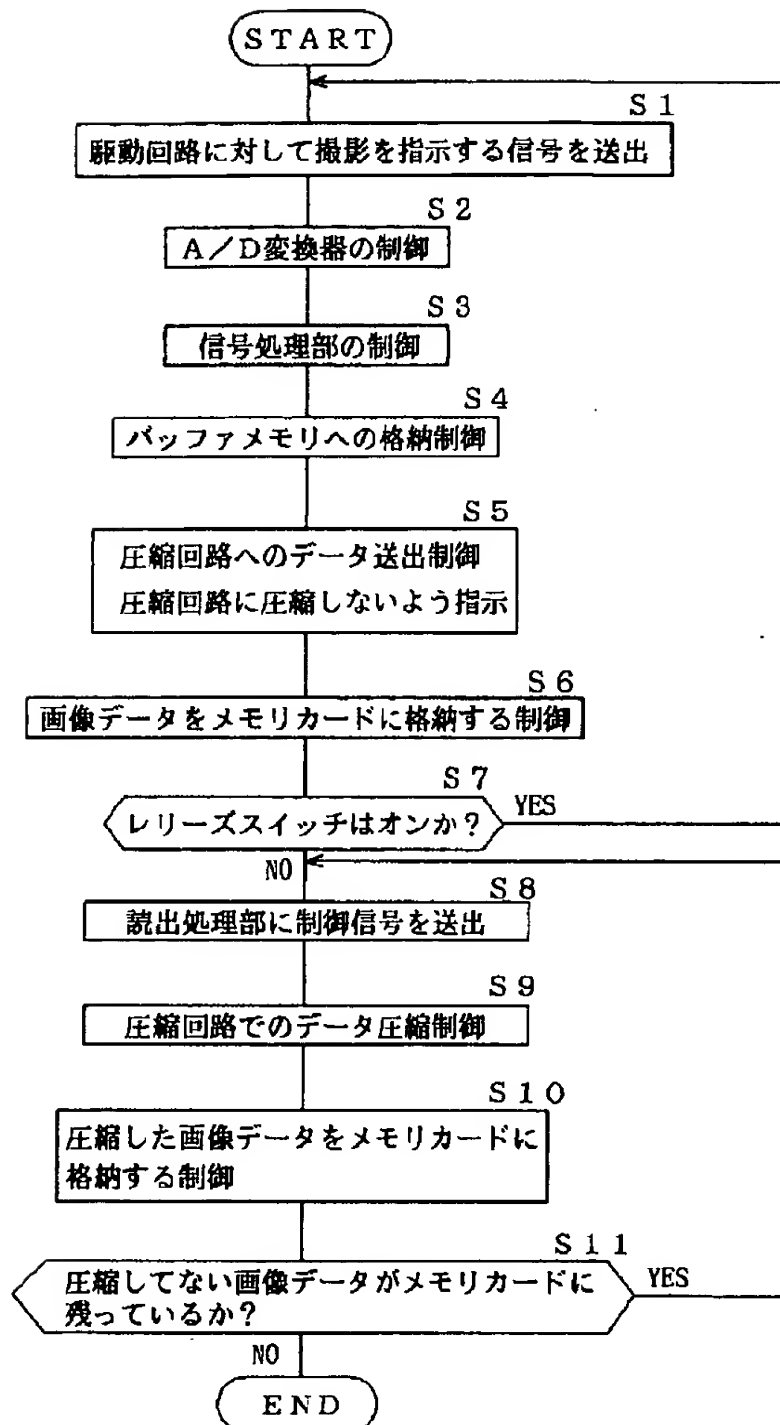 START
S1
駆動回路に対して撮影を指示する信号を送出
S2
A/D変換器の制御
S3
信号処理部の制御
S4
バッファメモリへの格納制御
S5
圧縮回路へのデータ送出制御
圧縮回路に圧縮しないよう指示
S6
画像データをメモリカードに格納する制御
S7
レリーズスイッチはオンか?
YES
NO
S8
読出処理部に制御信号を送出
S9
圧縮回路でのデータ圧縮制御
S10
圧縮した画像データをメモリカードに
格納する制御
S11
圧縮してない画像データがメモリカードに
残っているか?
YES
NO
END